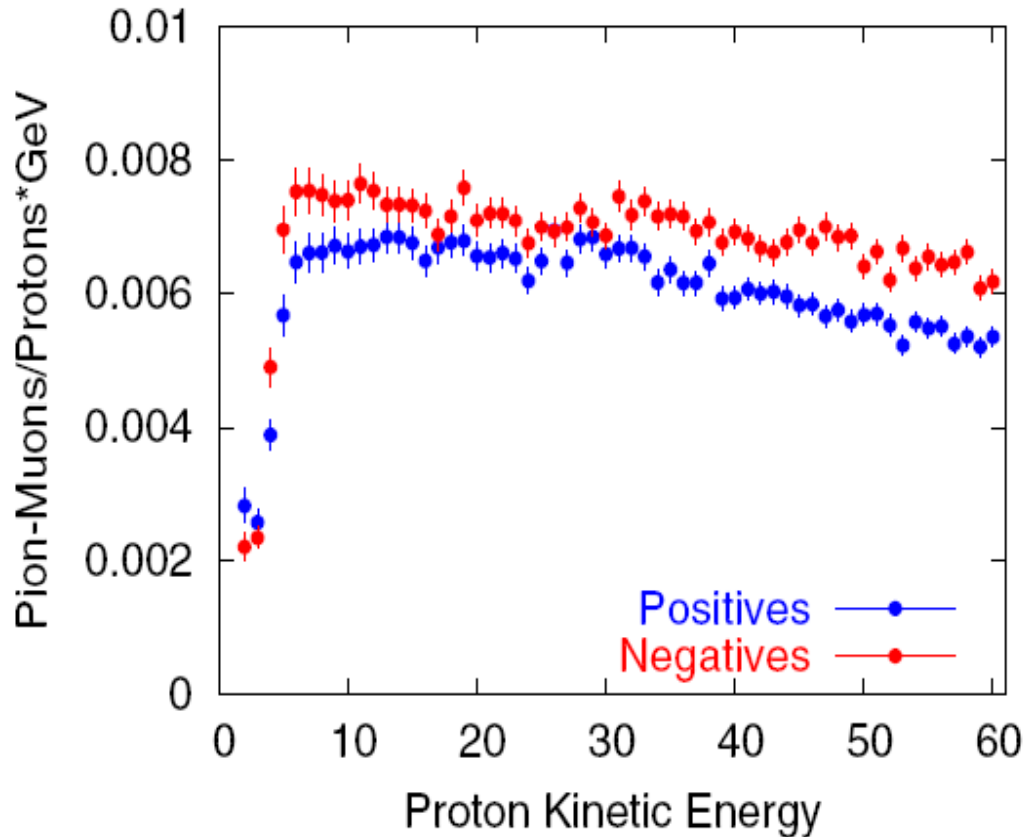 Pion-Muons/Protons*GeV
0.01
0.008
0.006
0.004
0.002
0
Positives
Negatives
0 10 20 30 40 50 60
Proton Kinetic Energy